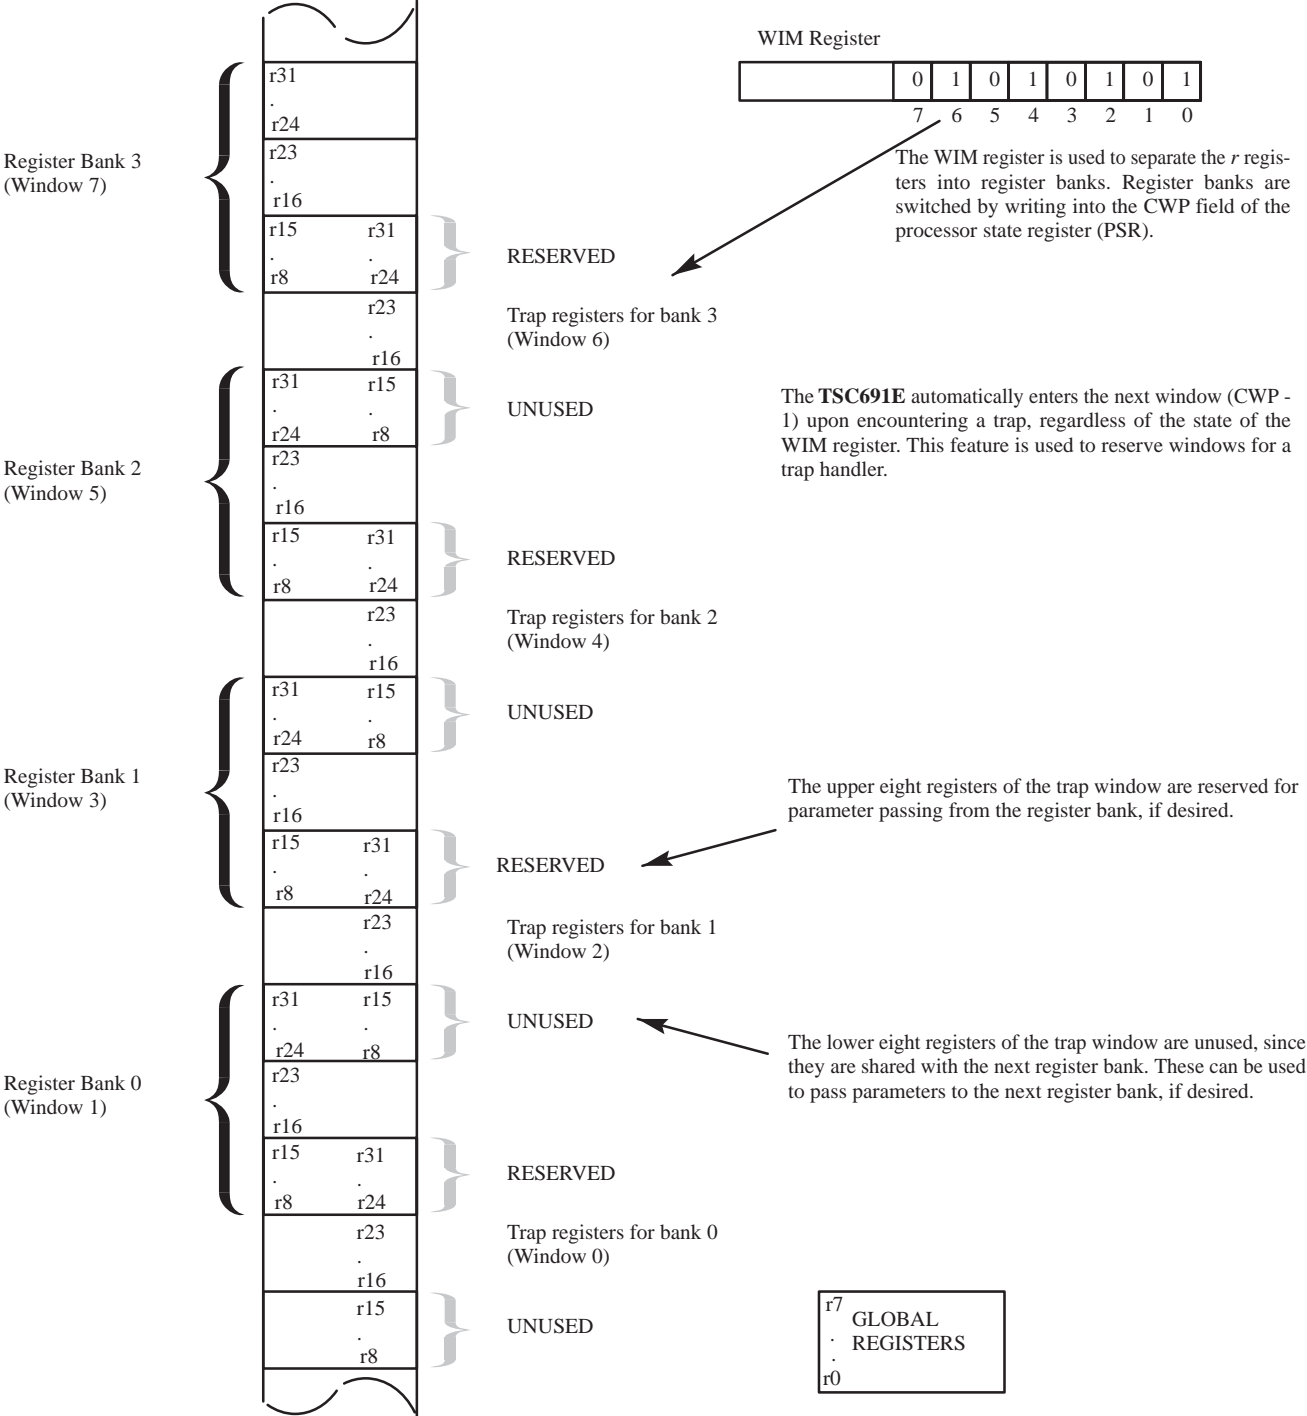 WIM Register
0 1 0 1 0 1 0 1
7 6 5 4 3 2 1 0
The WIM register is used to separate the r regis-
ters into register banks. Register banks are
switched by writing into the CWP field of the
processor state register (PSR).
Register Bank 3
(Window 7)
r31
.
r24
r23
.
r16
r15 r31
. .
r8 r24
RESERVED
r23
.
r16
Trap registers for bank 3
(Window 6)
The TSC691E automatically enters the next window (CWP -
1) upon encountering a trap, regardless of the state of the
WIM register. This feature is used to reserve windows for a
trap handler.
Register Bank 2
(Window 5)
r31 r15
. .
r24 r8
UNUSED
r23
.
r16
r15 r31
. .
r8 r24
RESERVED
r23
.
r16
Trap registers for bank 2
(Window 4)
Register Bank 1
(Window 3)
r31 r15
. .
r24 r8
UNUSED
r23
.
r16
r15 r31
. .
r8 r24
RESERVED
The upper eight registers of the trap window are reserved for
parameter passing from the register bank, if desired.
r23
.
r16
Trap registers for bank 1
(Window 2)
Register Bank 0
(Window 1)
r31 r15
. .
r24 r8
UNUSED
The lower eight registers of the trap window are unused, since
they are shared with the next register bank. These can be used
to pass parameters to the next register bank, if desired.
r23
.
r16
r15 r31
. .
r8 r24
RESERVED
r23
.
r16
Trap registers for bank 0
(Window 0)
r15
.
r8
UNUSED
r7
.
.
r0
GLOBAL
REGISTERS